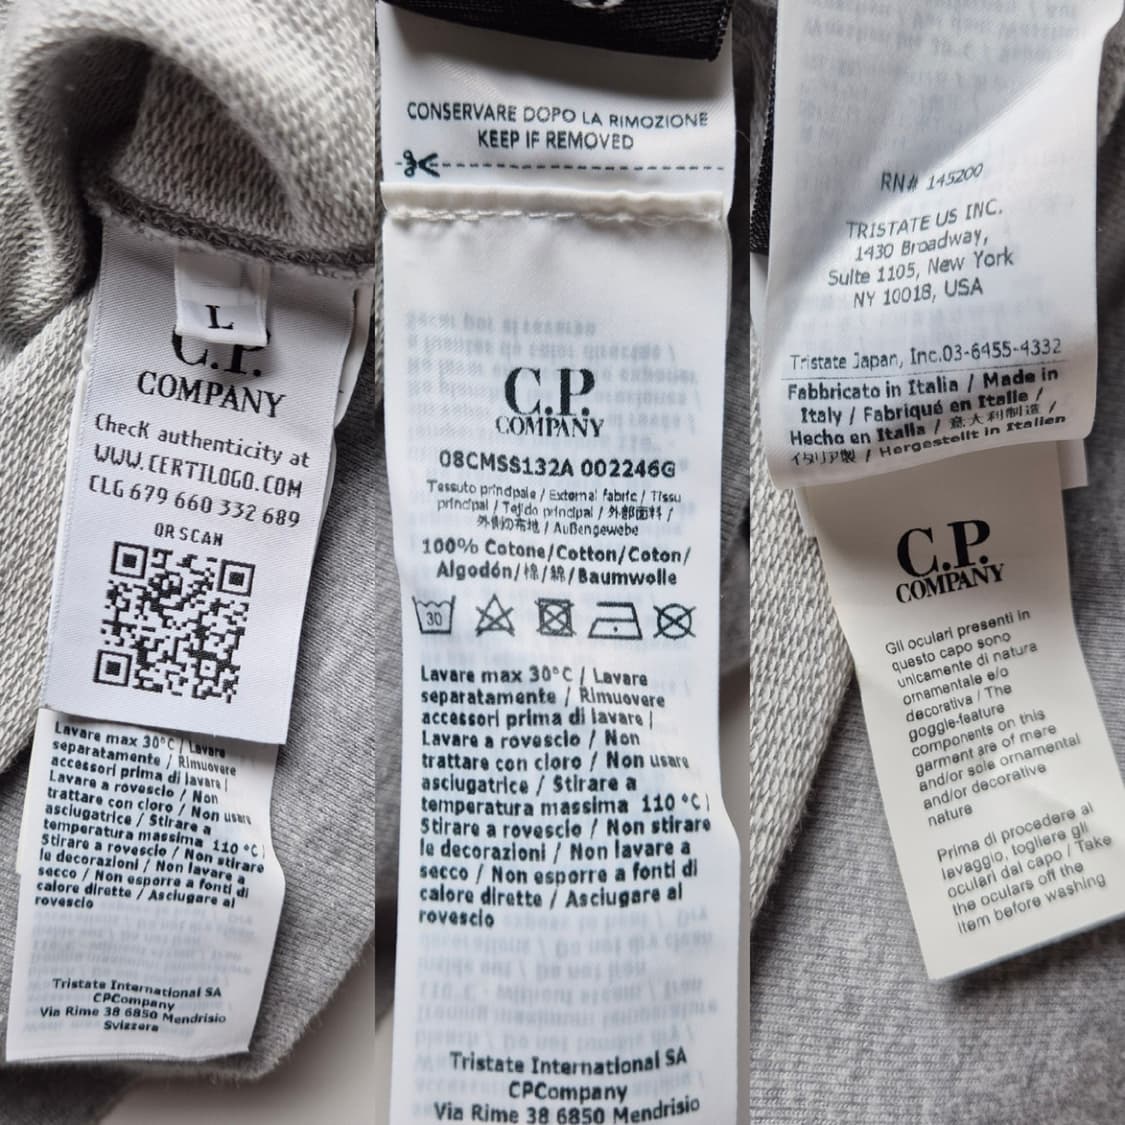 L
C.P.
COMPANY
ChecK authenticity at
WWW.CERTILOGO.COM
CLG 679 660 332 689
QR SCAN
Lavare max 30°C / Lavare
separatamente / Rimuovere
accessori prima di lavare |
Lavare a rovescio / Non
trattare con cloro / Non usare
asciugatrice / Stirare a
temperatura massima 110 °C |
Stirare a rovescio / Non stirare
le decorazioni / Non lavare a
secco / Non esporre a fonti di
calore dirette / Asciugare al
rovescio
Tristate International SA
CPCompany
Via Rime 38 6850 Mendrisio
Svizzera
CONSERVARE DOPO LA RIMOZIONE
KEEP IF REMOVED
C.P.
COMPANY
08CMSS132A 002246G
Tessuto principale / External fabric / Tissu
principal / Tejido principal / 外部面料 /
外側の布地 / Außengewebe
100% Cotone/Cotton/Coton/
Algodón/棉/綿/Baumwolle
30
Lavare max 30°C / Lavare
separatamente / Rimuovere
accessori prima di lavare |
Lavare a rovescio / Non
trattare con cloro / Non usare
asciugatrice / Stirare a
temperatura massima 110 °C |
Stirare a rovescio / Non stirare
le decorazioni / Non lavare a
secco / Non esporre a fonti di
calore dirette / Asciugare al
rovescio
Tristate International SA
CPCompany
Via Rime 38 6850 Mendrisio
RN# 145200
TRISTATE US INC.
1430 Broadway,
Suite 1105, New York
NY 10018, USA
Tristate Japan, Inc.03-6455-4332
Fabbricato in Italia / Made in
Italy / Fabriqué en Italie /
Hecho en Italia / 意大利制造 /
イタリア製 / Hergestellt in Italien
C.P.
COMPANY
Gli oculari presenti in
questo capo sono
unicamente di natura
ornamentale e/o
decorativa / The
goggle-feature
components on this
garment are of mere
and/or sole ornamental
and/or decorative
nature
Prima di procedere al
lavaggio, togliere gli
oculari dal capo / Take
the oculars off the
item before washing